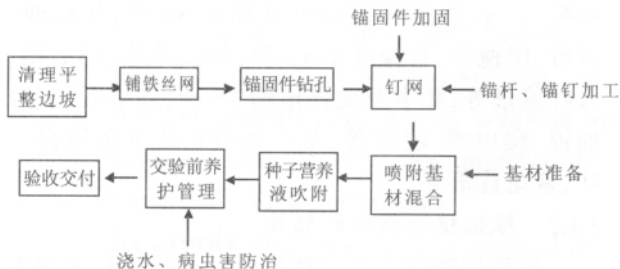 锚固件加固
清理平
整边坡
铺铁丝网
锚固件钻孔
钉网
锚杆、锚钉加工
验收交付
交验前养
护管理
种子营养
液吹附
喷附基
材混合
基材准备
浇水、病虫害防治